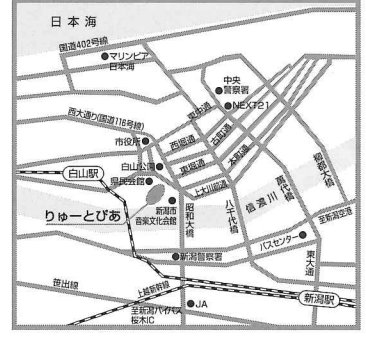 日本海
国道402号線
マリンピア
日本海
中央
警察署
NEXT21
西大通り(国道116号線)
東中通
西堀通
古町通
市役所
東堀通
本町通
白山公園
白山駅
県民会館
上大川前通
柳都大橋
萬代橋
りゅーとぴあ
新潟市
音楽文化会館
昭和大橋
八千代橋
信濃川
至新潟空港
バスセンター
東大通
新潟警察署
笹出線
上越新幹線
新潟駅
JA
至新潟バイパス
桜木IC